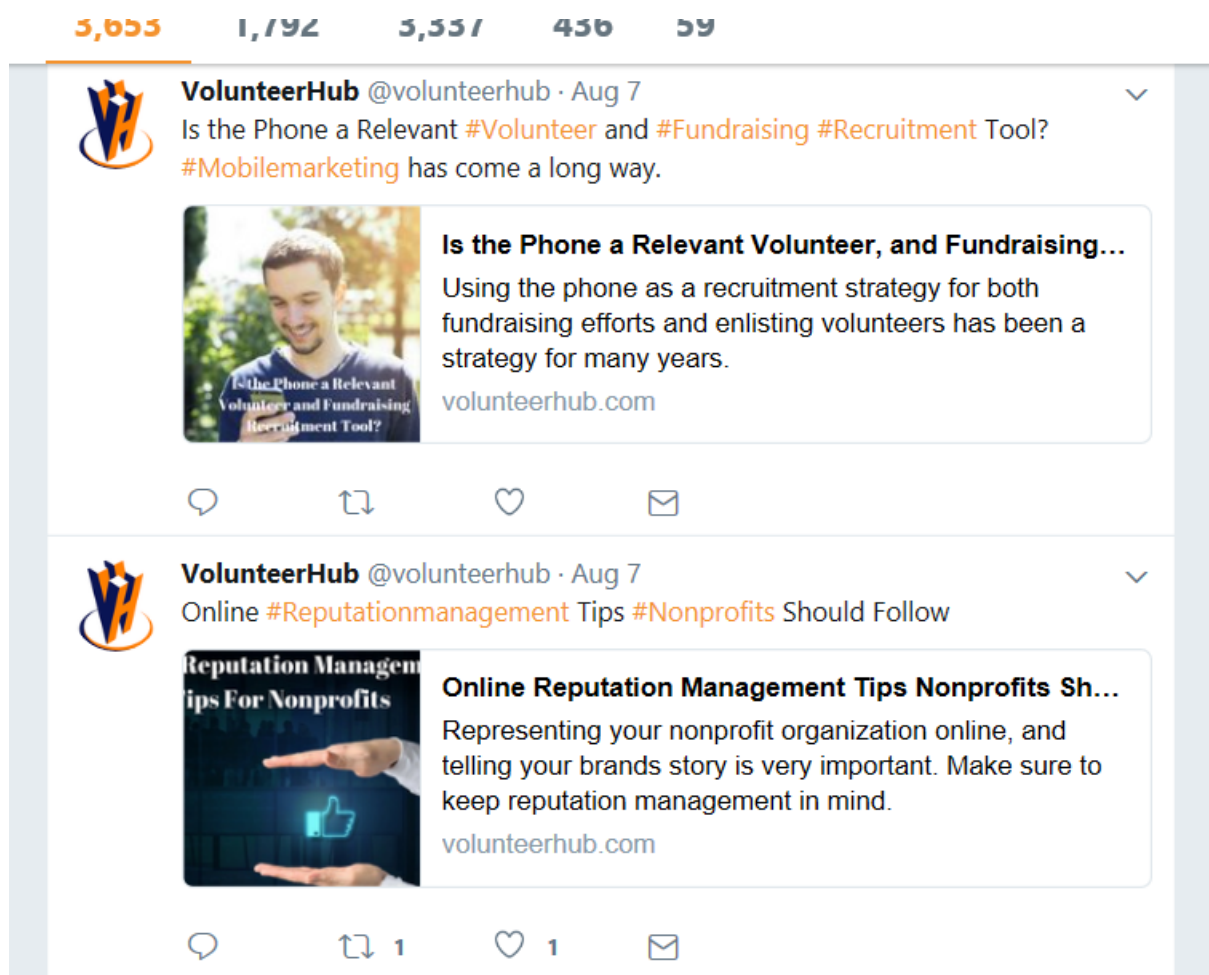 3,653 1,792 3,337 436 59
VolunteerHub @volunteerhub · Aug 7
Is the Phone a Relevant #Volunteer and #Fundraising #Recruitment Tool?
#Mobilemarketing has come a long way.
Is the Phone a Relevant
Volunteer and Fundraising
Recruitment Tool?
Is the Phone a Relevant Volunteer, and Fundraising...
Using the phone as a recruitment strategy for both
fundraising efforts and enlisting volunteers has been a
strategy for many years.
volunteerhub.com
VolunteerHub @volunteerhub · Aug 7
Online #Reputationmanagement Tips #Nonprofits Should Follow
Reputation Managem
ips For Nonprofits
Online Reputation Management Tips Nonprofits Sh...
Representing your nonprofit organization online, and
telling your brands story is very important. Make sure to
keep reputation management in mind.
volunteerhub.com
1 1